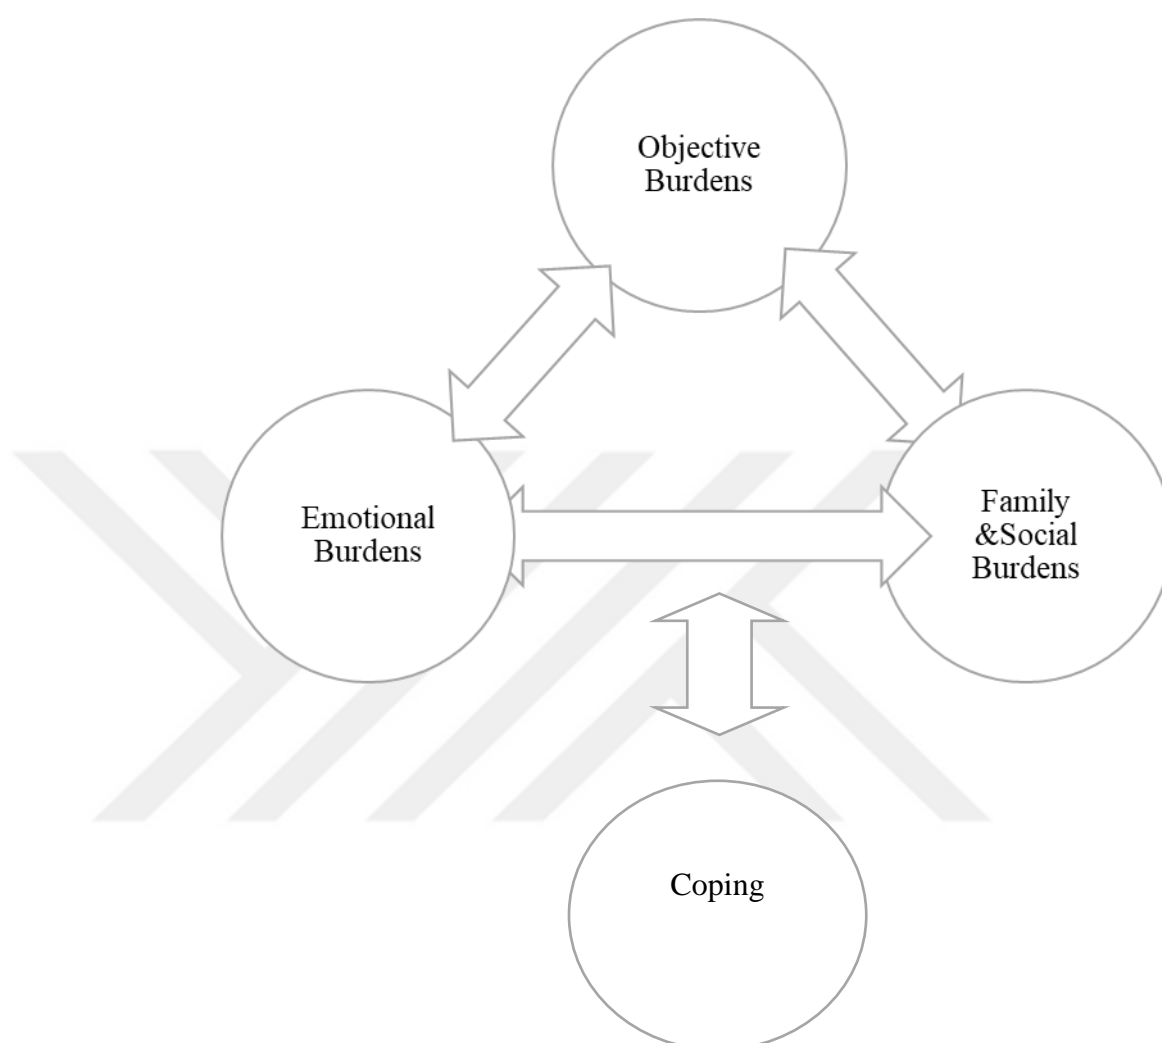 Objective
Burdens
Emotional
Burdens
Family
&Social
Burdens
Coping